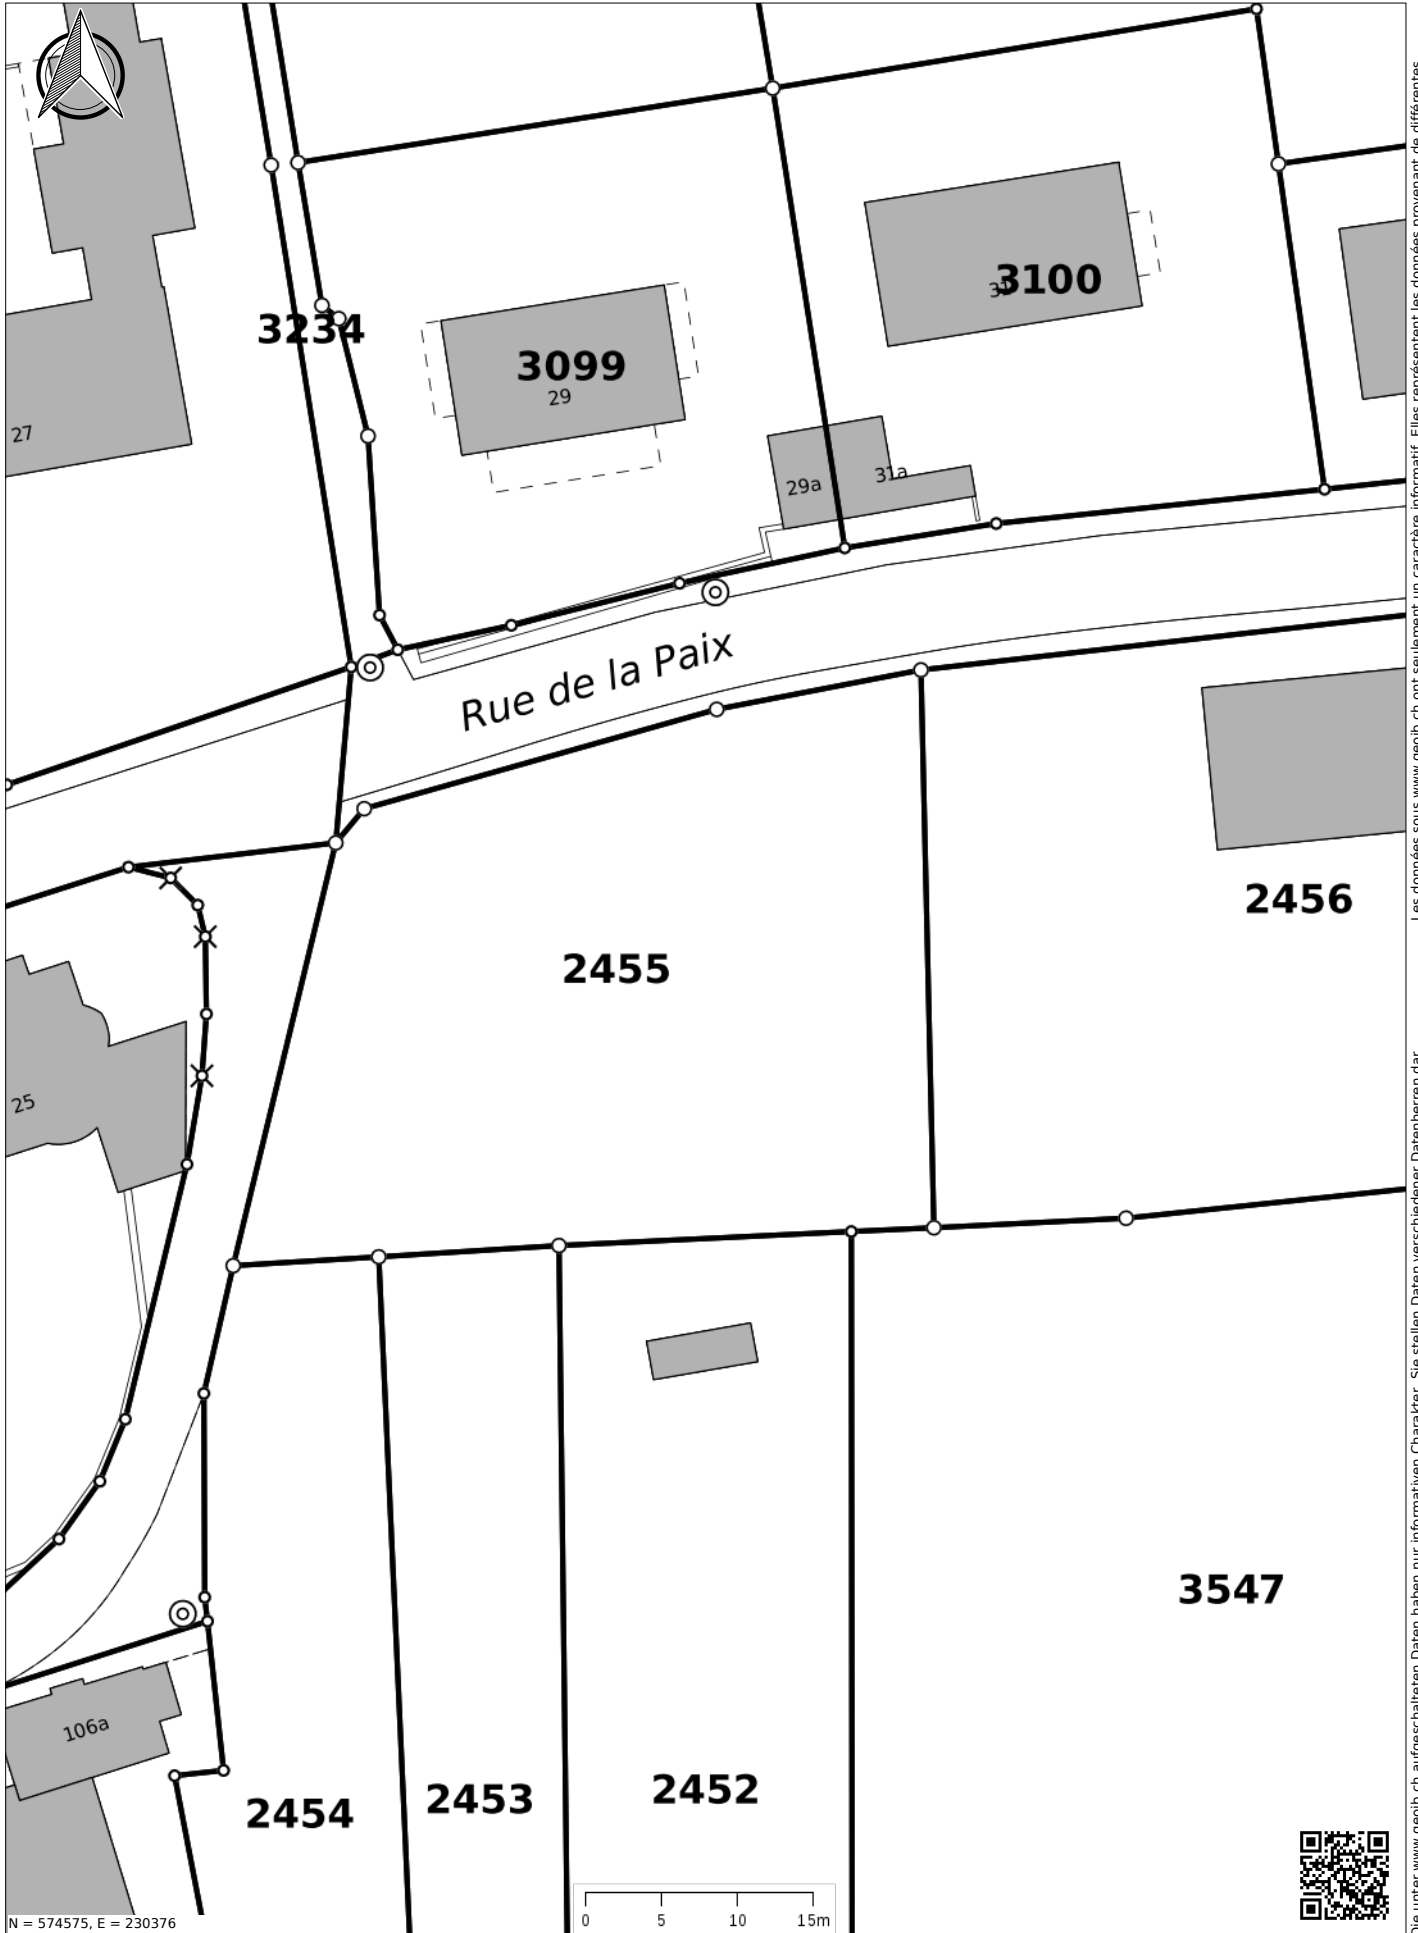 3100
31
3234
3099
29
27
31a
29a
Rue de la Paix
2456
2455
25
3547
106a
2452
2453
2454
0 5 10 15m
N = 574575, E = 230376
Les données sous www.geojb.ch ont seulement un caractère informatif. Elles représentent les données provenant de différentes
Die unter www.geojb.ch aufgeschalteten Daten haben nur informativen Charakter. Sie stellen Daten verschiedener Datenherren dar.